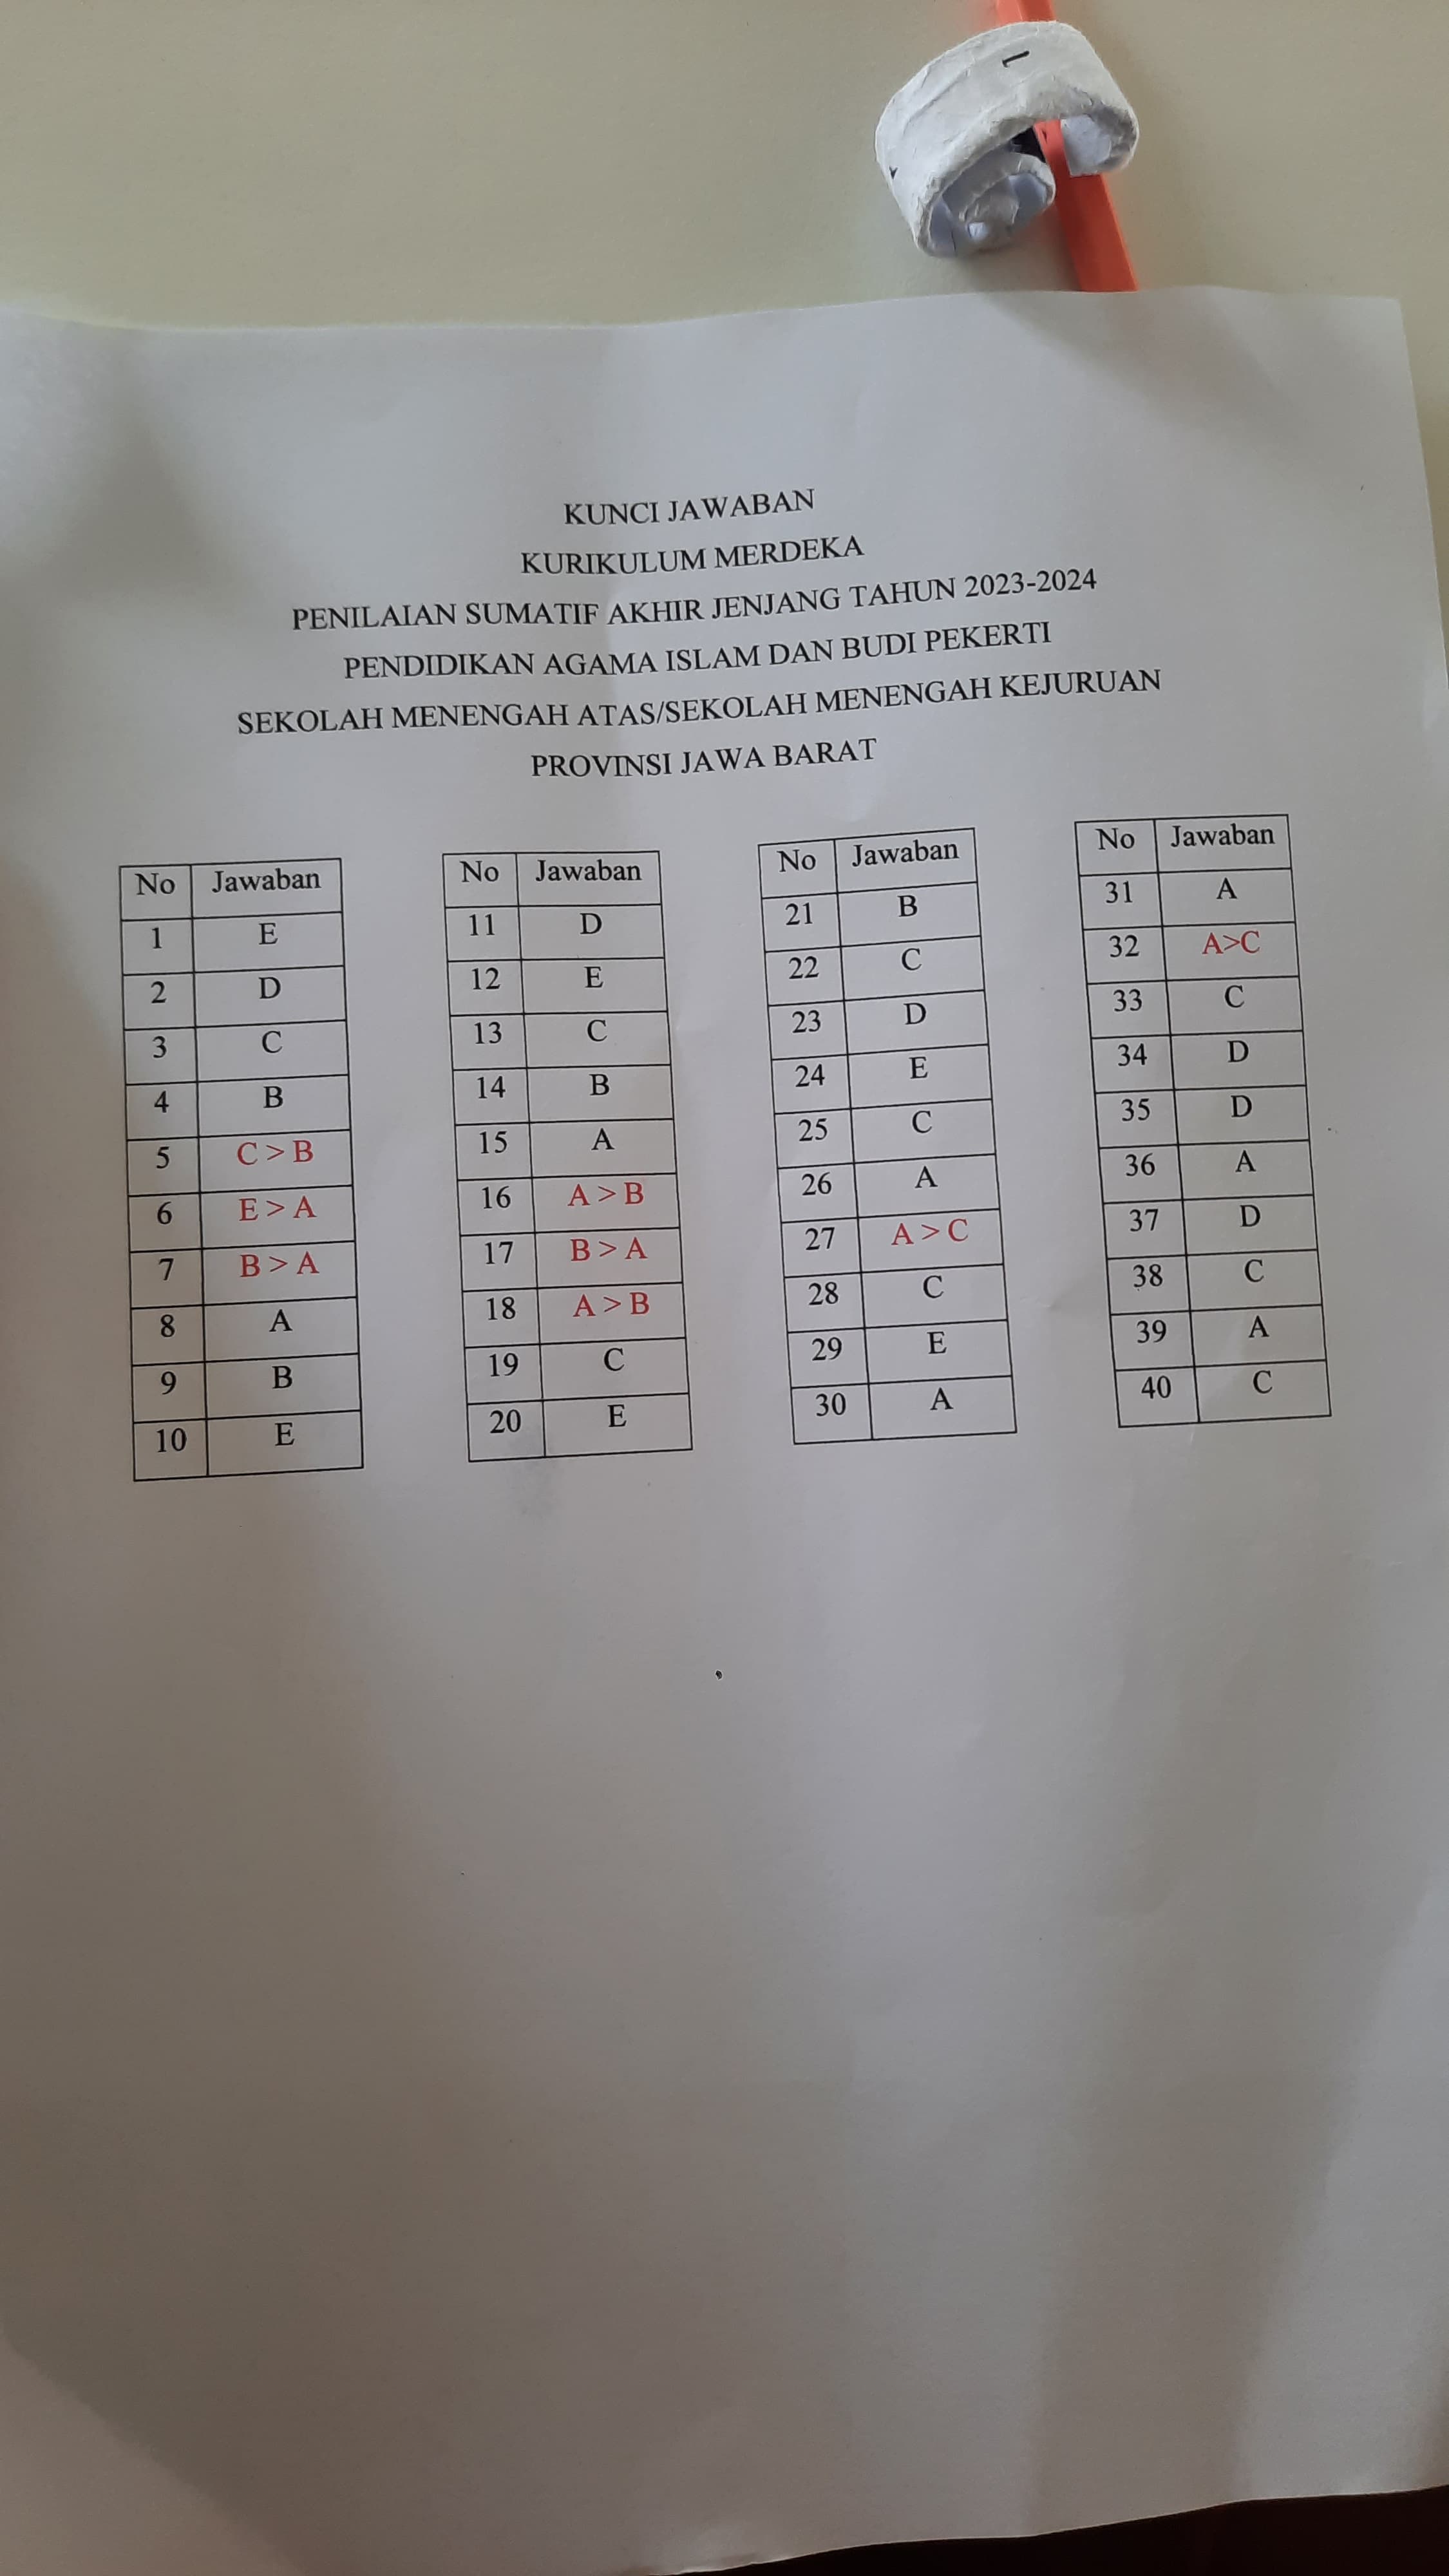 KUNCI JAWABAN
KURIKULUM MERDEKA
PENILAIAN SUMATIF AKHIR JENJANG TAHUN 2023-2024
PENDIDIKAN AGAMA ISLAM DAN BUDI PEKERTI
SEKOLAH MENENGAH ATAS/SEKOLAH MENENGAH KEJURUAN
PROVINSI JAWA BARAT
No Jawaban
1 E
2 D
3 C
4 B
5 C > B
6 E > A
7 B > A
8 A
9 B
10 E
No Jawaban
11 D
12 E
13 C
14 B
15 A
16 A > B
17 B > A
18 A > B
19 C
20 E
No Jawaban
21 B
22 C
23 D
24 E
25 C
26 A
27 A > C
28 C
29 E
30 A
No Jawaban
31 A
32 A>C
33 C
34 D
35 D
36 A
37 D
38 C
39 A
40 C